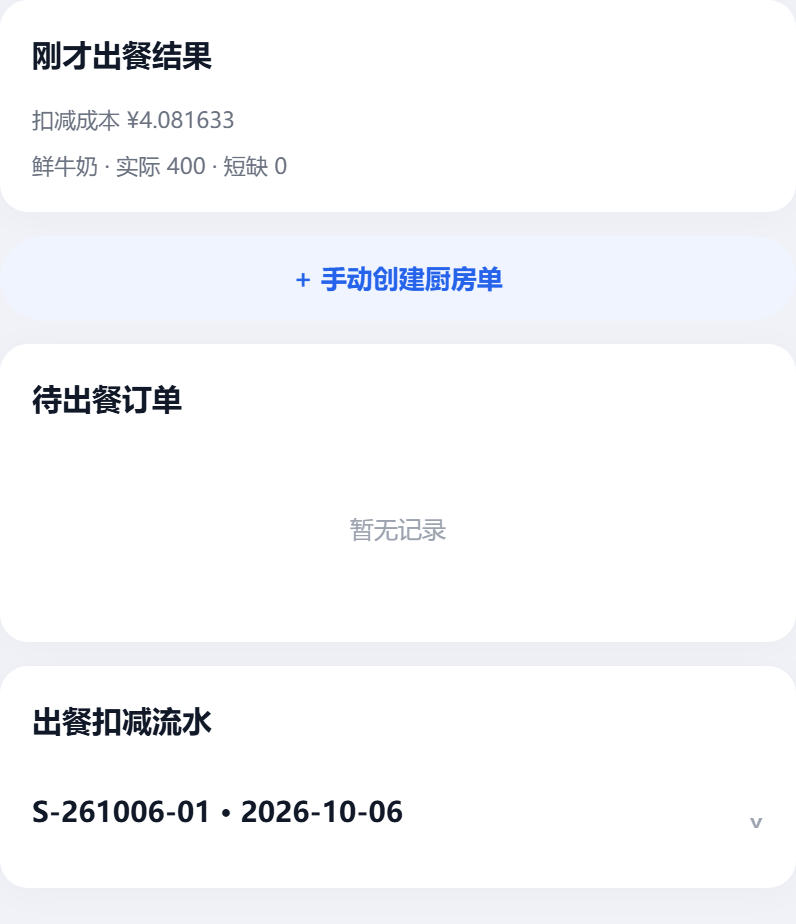 刚才出餐结果
扣减成本 ¥4.081633
鲜牛奶 · 实际 400 · 短缺 0
+ 手动创建厨房单
待出餐订单
暂无记录
出餐扣减流水
S-261006-01 • 2026-10-06
v